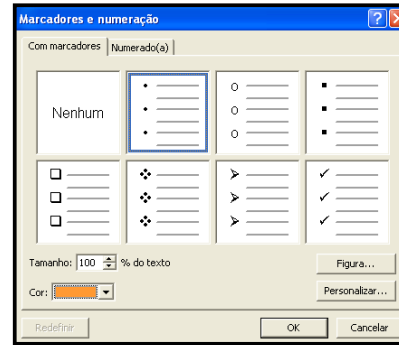 Marcadores e numeração
Com marcadores Numerado(a)
Nenhum
Tamanho: 100 % do texto
Figura...
Cor:
Personalizar...
Redefinir OK Cancelar